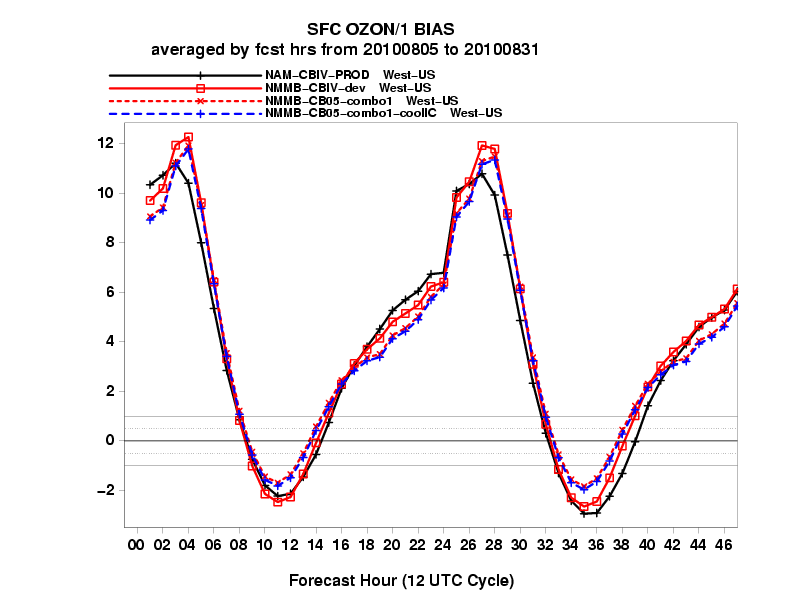 SFC OZON/1 BIAS
averaged by fcst hrs from 20100805 to 20100831
NAM-CBIV-PROD West-US
NMMB-CBIV-dev West-US
NMMB-CB05-combo1 West-US
NMMB-CB05-combo1-coolIC West-US
12
10
8
6
4
2
0
-2
00 02 04 06 08 10 12 14 16 18 20 22 24 26 28 30 32 34 36 38 40 42 44 46
Forecast Hour (12 UTC Cycle)